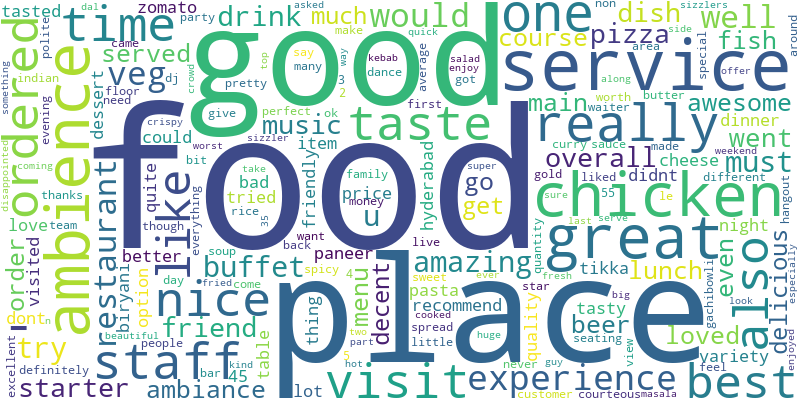 tasted
zomato
party
asked
non
sizzlers
dal
time
drink
much
would
one
dish
well
around
came
make
quick
pizza
polited
ordered
served
dj
say
top
way
kebab
salad
enjoy
course
area
side
special
fish
something
indian
veg
floor
need
pretty
many
3
2
dance
average
got
service
offer
along
good
crowd
evening
ambience
dessert
music
perfect
ok
first
main
worth
butter
waiter
awesome
give
could
crispy
sizzler
item
taste
really
dinner
went
worst
bit
curry
sauce
made
weekend
disappointed
coming
restaurant
quite
like
food
take
family
super
overall
cheese
must
thanks
bad
tried
friendly
price
go
get
gold
liked
didnt
different
rice
35
money
u
hyderabad
chicken
55
sure
le
hangout
love
team
though
everything
want
back
live
quantity
last
serve
night
order
visited
better
soup
paneer
great
even
also
delicious
dont
n
biryani
option
day
buffet
spicy
4
menu
decent
amazing
tikka
lunch
fried
come
nice
thing
place
sweet
ever
fresh
gachibowli
especially
try
beautiful
friend
pasta
star
big
look
excellent
people
table
two
recommend
quality
tasty
loved
staff
part
cooked
spread
beer
seating
view
variety
definitely
kind
5
little
huge
never
guy
feel
enjoyed
starter
ambiance
bar
45
lot
hot
visit
experience
best
customer
courteous
masala